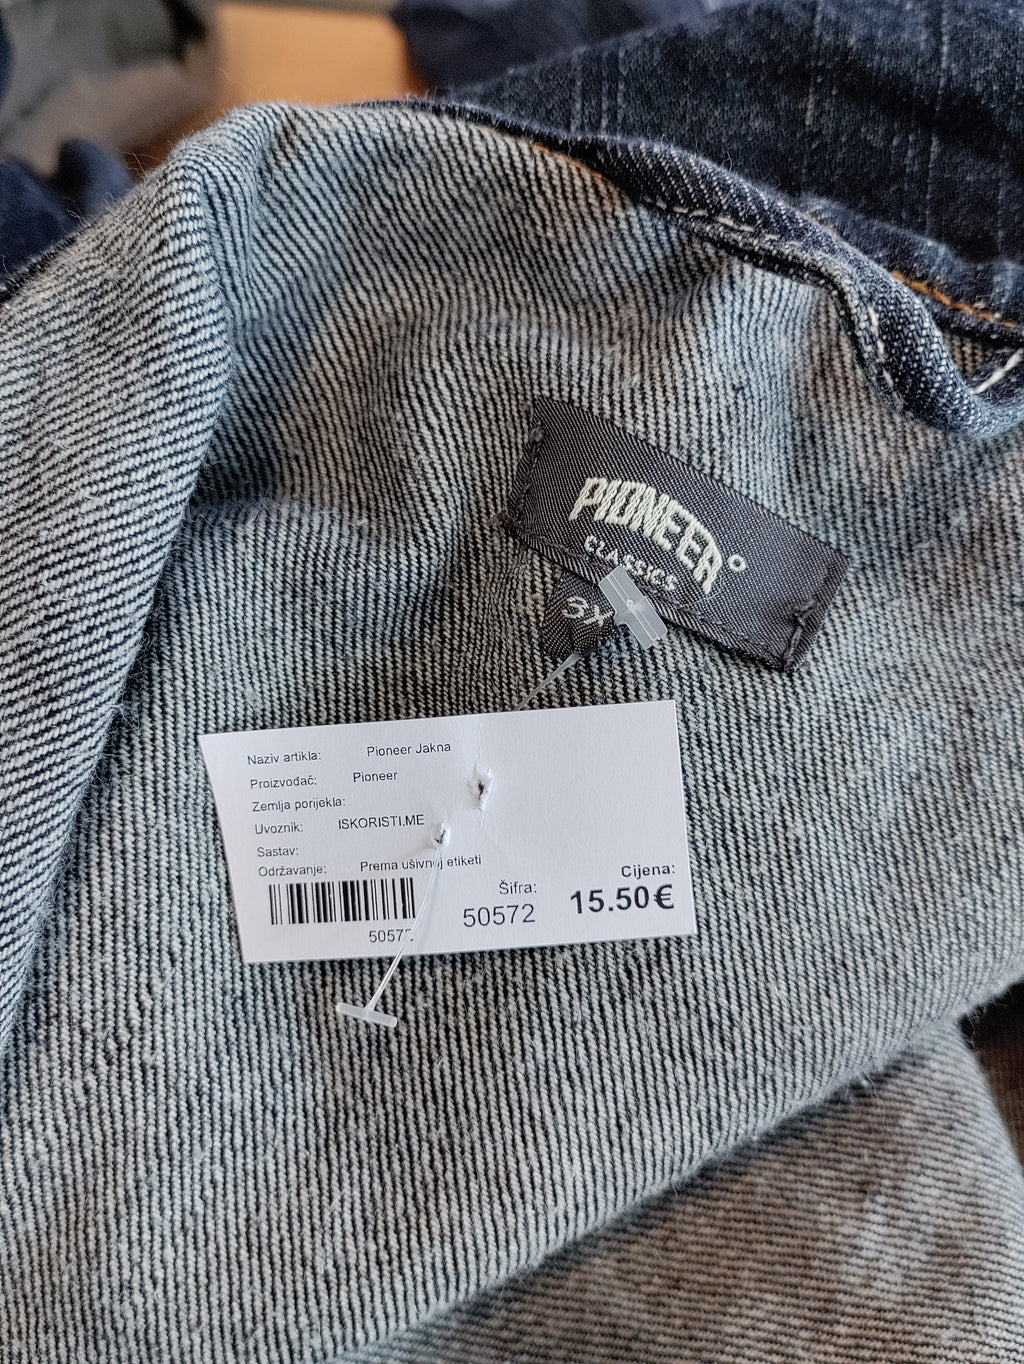 PIONEER
CLASSICS
Naziv artikla: Pioneer Jakna
Proizvođač: Pioneer
Zemlja porijekla:
Uvoznik: ISKORISTI.ME
Sastav:
Održavanje: Prema ušivnoj etiketi
Cijena:
Šifra:
15.50€
50572
50572